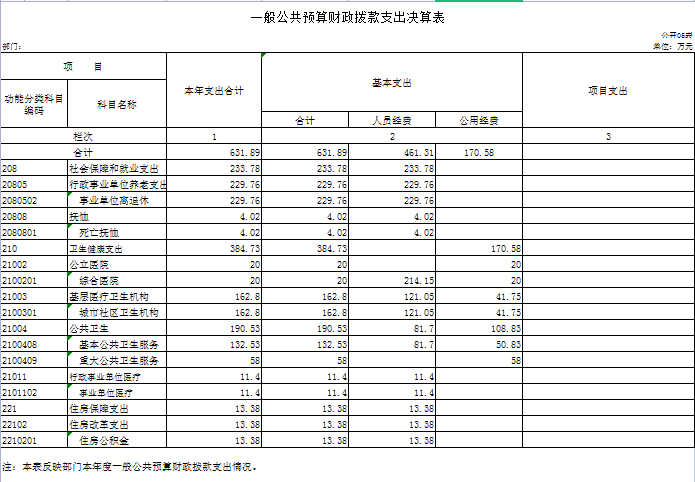 一般公共预算财政拨款支出决算表
公开08表
部门: 单位: 万元
项 目 本年支出合计 基本支出 项目支出
功能分类科目编码 科目名称 合计 人员经费 公用经费
栏次 1 2 3
合计 631.89 631.89 461.31 170.58
208 社会保障和就业支出 233.78 233.78 233.78
20805 行政事业单位养老支出 229.76 229.76 229.76
2080502 事业单位离退休 229.76 229.76 229.76
20808 抚恤 4.02 4.02 4.02
2080801 死亡抚恤 4.02 4.02 4.02
210 卫生健康支出 384.73 384.73 170.58
21002 公立医院 20 20 20
2100201 综合医院 20 20 214.15 20
21003 基层医疗卫生机构 162.8 162.8 121.05 41.75
2100301 城市社区卫生机构 162.8 162.8 121.05 41.75
21004 公共卫生 190.53 190.53 81.7 108.83
2100408 基本公共卫生服务 132.53 132.53 81.7 50.83
2100409 重大公共卫生服务 58 58 58
21011 行政事业单位医疗 11.4 11.4 11.4
2101102 事业单位医疗 11.4 11.4 11.4
221 住房保障支出 13.38 13.38 13.38
22102 住房改革支出 13.38 13.38 13.38
2210201 住房公积金 13.38 13.38 13.38
注：本表反映部门本年度一般公共预算财政拨款支出情况。